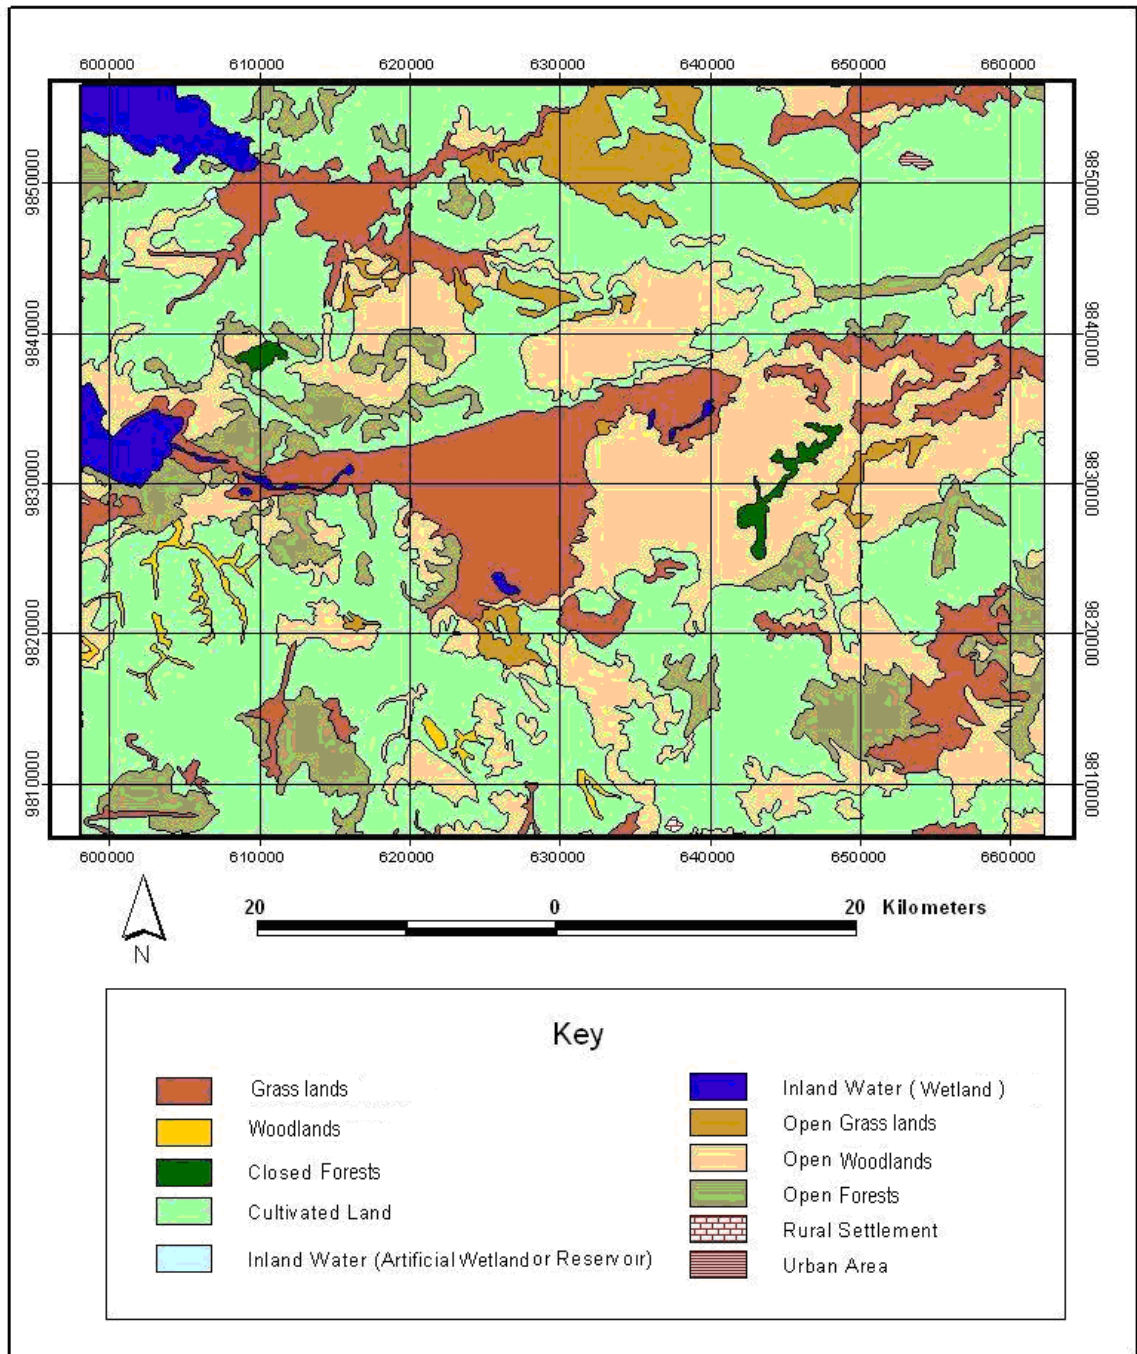 600000 610000 620000 630000 640000 650000 660000
9850000 9850000
9840000 9840000
9830000 9830000
9820000 9820000
9810000 9810000
600000 610000 620000 630000 640000 650000 660000
20 0 20 Kilometers
N
Key
Grass lands
Woodlands
Closed Forests
Cultivated Land
Inland Water (Artificial Wetland or Reservoir)
Inland Water ( Wetland )
Open Grass lands
Open Woodlands
Open Forests
Rural Settlement
Urban Area